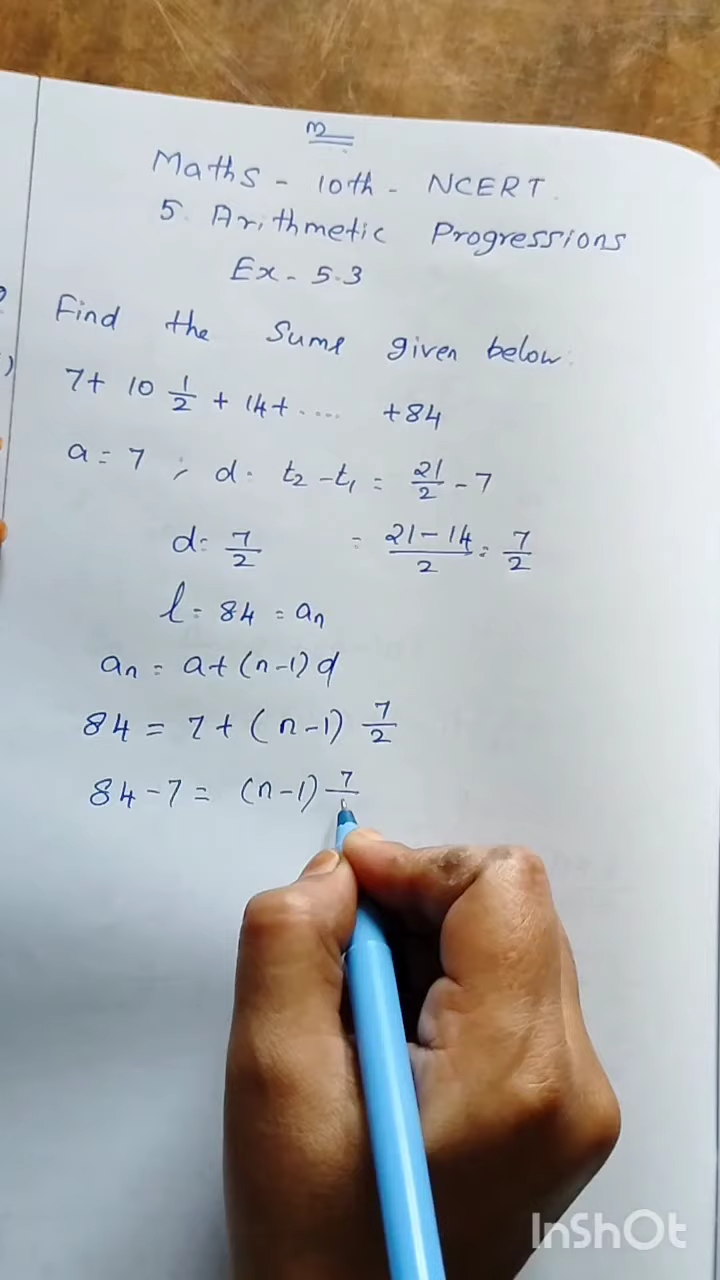 m
Maths - 10th - NCERT.
5. Arithmetic Progressions
Ex - 5.3
Find the Sums given below:
7 + 10 1/2 + 14 + .... + 84
a = 7 ; d = t₂ - t₁ = 21/2 - 7
d = 7/2 = (21 - 14)/2 = 7/2
l = 84 = aₙ
aₙ = a + (n-1) d
84 = 7 + (n-1) 7/2
84 - 7 = (n-1) 7/
InShOt